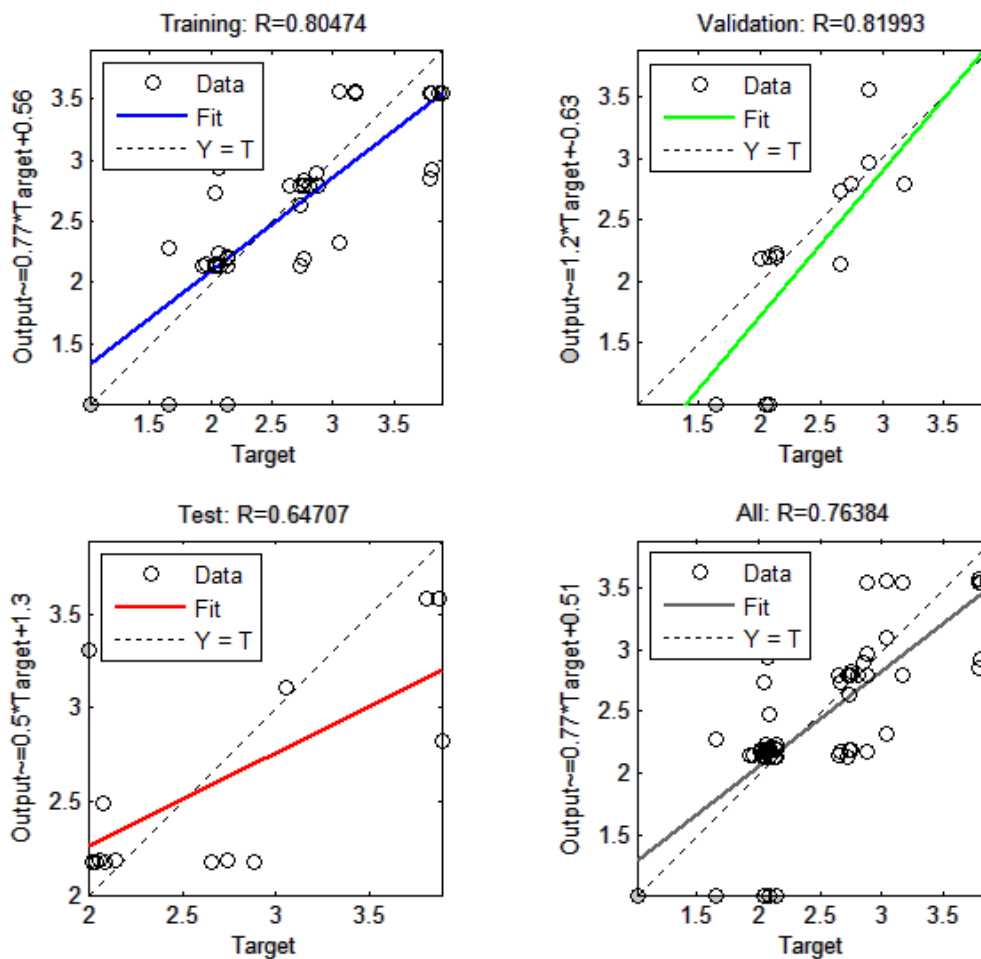 Training: R=0.80474
Output~=0.77*Target+0.56
Data
Fit
Y = T
3.5
3
2.5
2
1.5
1.5 2 2.5 3 3.5
Target
Validation: R=0.81993
Output~=1.2*Target+-0.63
Data
Fit
Y = T
3.5
3
2.5
2
1.5
1.5 2 2.5 3 3.5
Target
Test: R=0.64707
Output~=0.5*Target+1.3
Data
Fit
Y = T
3.5
3
2.5
2
2 2.5 3 3.5
Target
All: R=0.76384
Output~=0.77*Target+0.51
Data
Fit
Y = T
3.5
3
2.5
2
1.5
1.5 2 2.5 3 3.5
Target